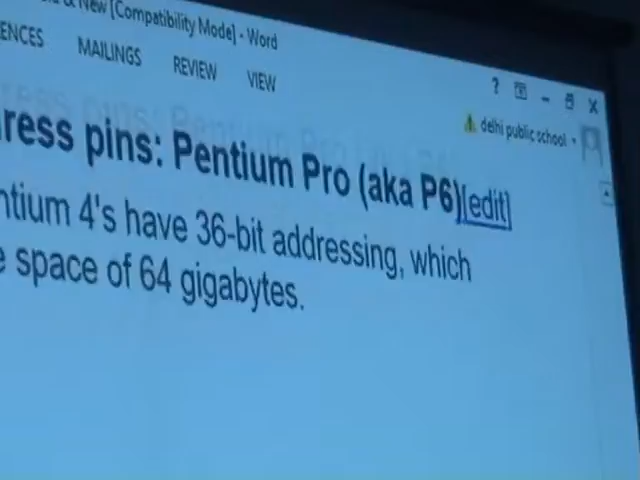 & New [Compatibility Mode] - Word
ENCES MAILINGS REVIEW VIEW
?
delhi public school
ress pins: Pentium Pro (aka P6)[edit]
ntium 4's have 36-bit addressing, which
e space of 64 gigabytes.